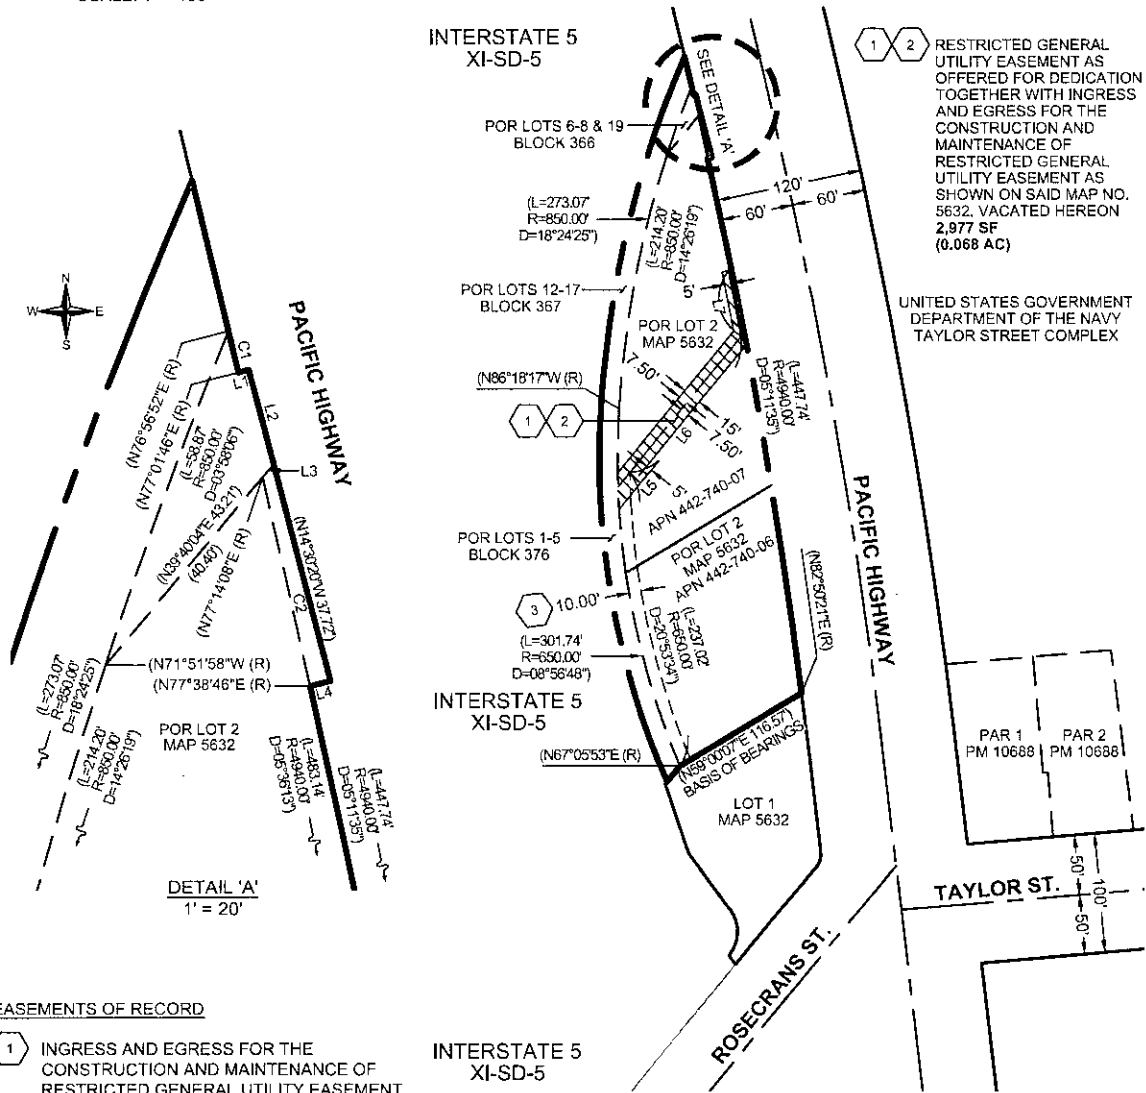 INTERSTATE 5
XI-SD-5
SEE DETAIL 'A'
1 2
RESTRICTED GENERAL
UTILITY EASEMENT AS
OFFERED FOR DEDICATION
TOGETHER WITH INGRESS
AND EGRESS FOR THE
CONSTRUCTION AND
MAINTENANCE OF
RESTRICTED GENERAL
UTILITY EASEMENT AS
SHOWN ON SAID MAP NO.
5632, VACATED HEREON
2,977 SF
(0.068 AC)
POR LOTS 6-8 & 19
BLOCK 366
120'
60'
60'
(L=273.07'
R=850.00'
D=18°24'25")
(L=214.20'
R=850.00'
D=14°26'19")
5'
L7
POR LOTS 12-17
BLOCK 367
POR LOT 2
MAP 5632
UNITED STATES GOVERNMENT
DEPARTMENT OF THE NAVY
TAYLOR STREET COMPLEX
(N86°18'17"W (R)
7.50'
(L=447.74'
R=4940.00'
D=05°11'35")
1 2
15'
7.50'
L6
L5
5'
APN 442-740-07
POR LOTS 1-5
BLOCK 376
POR LOT 2
MAP 5632
APN 442-740-06
PACIFIC HIGHWAY
3
10.00'
(L=301.74'
R=650.00'
D=08°56'48")
(L=237.02'
R=650.00'
D=20°53'34")
(N82°50'21"E (R)
INTERSTATE 5
XI-SD-5
(N67°05'53"E (R)
(N59°00'07"E 116.57')
BASIS OF BEARINGS
LOT 1
MAP 5632
PAR 1
PM 10688
PAR 2
PM 10688
TAYLOR ST.
50'
50'
100'
ROSECRANS ST.
INTERSTATE 5
XI-SD-5
N
W E
S
PACIFIC HIGHWAY
C1
L1
L2
L3
(N76°56'52"E (R)
(N77°01'46"E (R)
(L=58.87'
R=850.00'
D=03°58'06")
(N39°40'04"E 43.21')
(40.40')
(N77°14'08"E (R)
(N14°30'20"W 37.72')
C2
(N71°51'58"W (R)
(N77°38'46"E (R)
L4
(L=273.07'
R=850.00'
D=18°24'25")
(L=214.20'
R=850.00'
D=14°26'19")
POR LOT 2
MAP 5632
(L=483.14'
R=4940.00'
D=05°36'13")
(L=447.74'
R=4940.00'
D=05°11'35")
DETAIL 'A'
1' = 20'
EASEMENTS OF RECORD
1 INGRESS AND EGRESS FOR THE
CONSTRUCTION AND MAINTENANCE OF
RESTRICTED GENERAL UTILITY EASEMENT